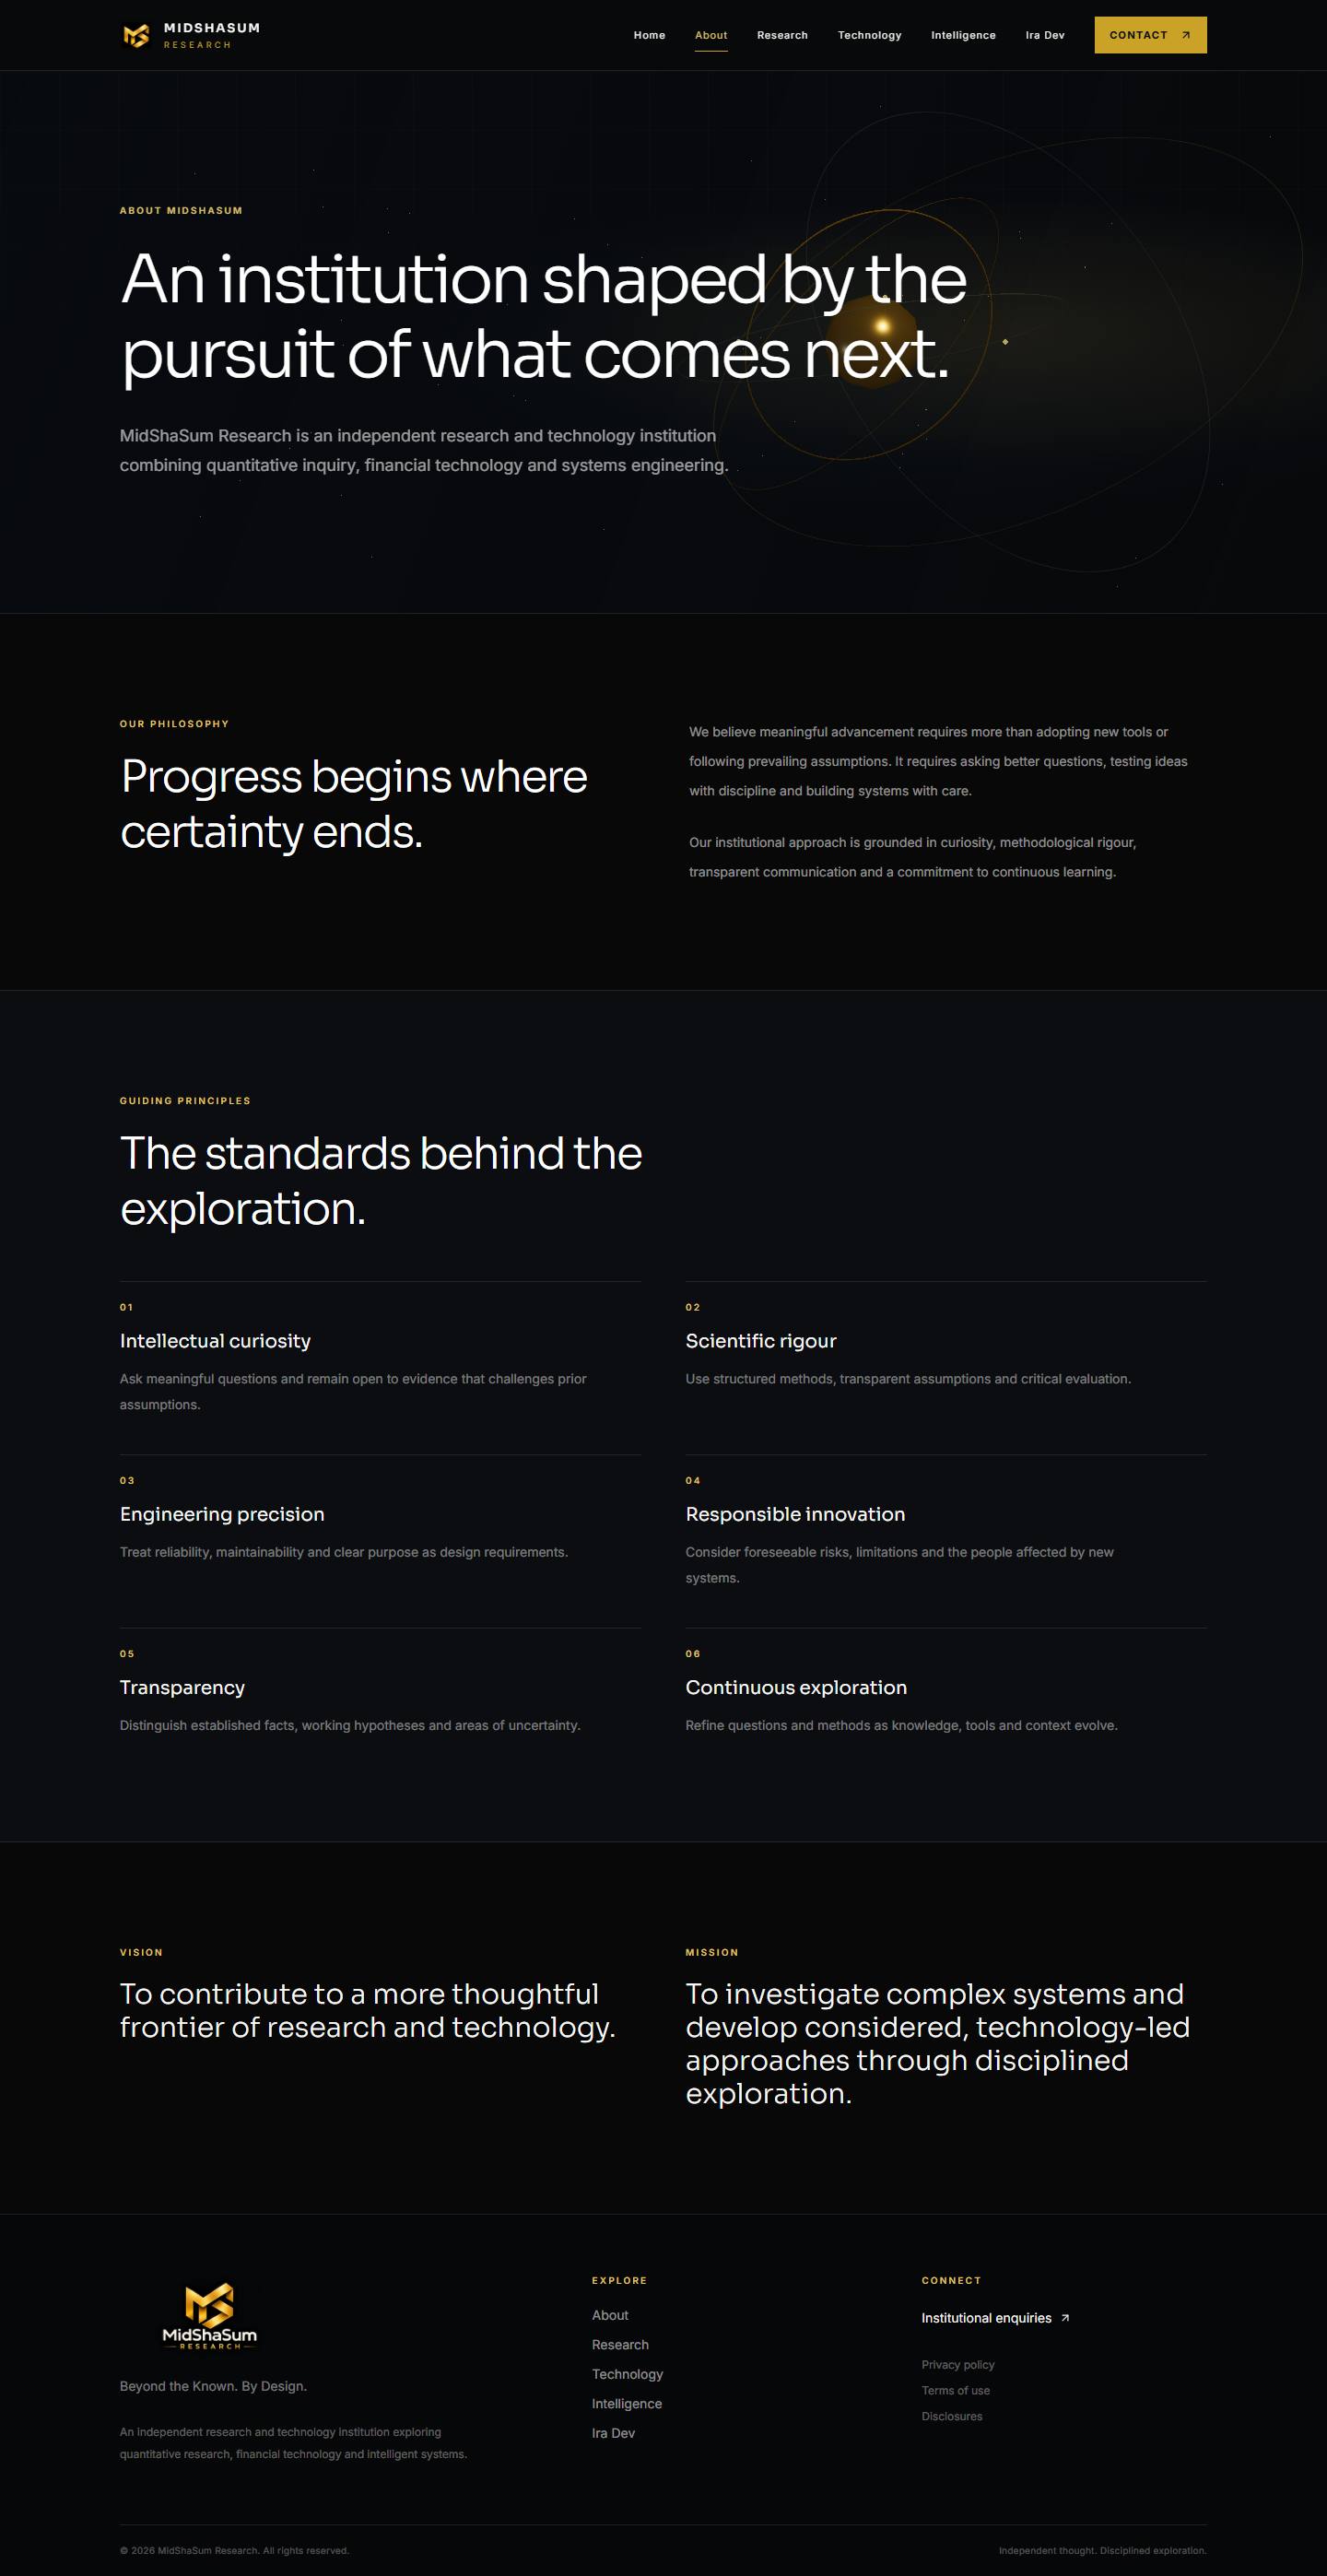 MIDSHASUM
RESEARCH
Home About Research Technology Intelligence Ira Dev CONTACT
ABOUT MIDSHASUM
An institution shaped by the
pursuit of what comes next.
MidShaSum Research is an independent research and technology institution
combining quantitative inquiry, financial technology and systems engineering.
OUR PHILOSOPHY
Progress begins where
certainty ends.
We believe meaningful advancement requires more than adopting new tools or
following prevailing assumptions. It requires asking better questions, testing ideas
with discipline and building systems with care.
Our institutional approach is grounded in curiosity, methodological rigour,
transparent communication and a commitment to continuous learning.
GUIDING PRINCIPLES
The standards behind the
exploration.
01
Intellectual curiosity
Ask meaningful questions and remain open to evidence that challenges prior
assumptions.
02
Scientific rigour
Use structured methods, transparent assumptions and critical evaluation.
03
Engineering precision
Treat reliability, maintainability and clear purpose as design requirements.
04
Responsible innovation
Consider foreseeable risks, limitations and the people affected by new
systems.
05
Transparency
Distinguish established facts, working hypotheses and areas of uncertainty.
06
Continuous exploration
Refine questions and methods as knowledge, tools and context evolve.
VISION
To contribute to a more thoughtful
frontier of research and technology.
MISSION
To investigate complex systems and
develop considered, technology-led
approaches through disciplined
exploration.
MidShaSum
RESEARCH
Beyond the Known. By Design.
An independent research and technology institution exploring
quantitative research, financial technology and intelligent systems.
EXPLORE
About
Research
Technology
Intelligence
Ira Dev
CONNECT
Institutional enquiries
Privacy policy
Terms of use
Disclosures
© 2026 MidShaSum Research. All rights reserved.
Independent thought. Disciplined exploration.